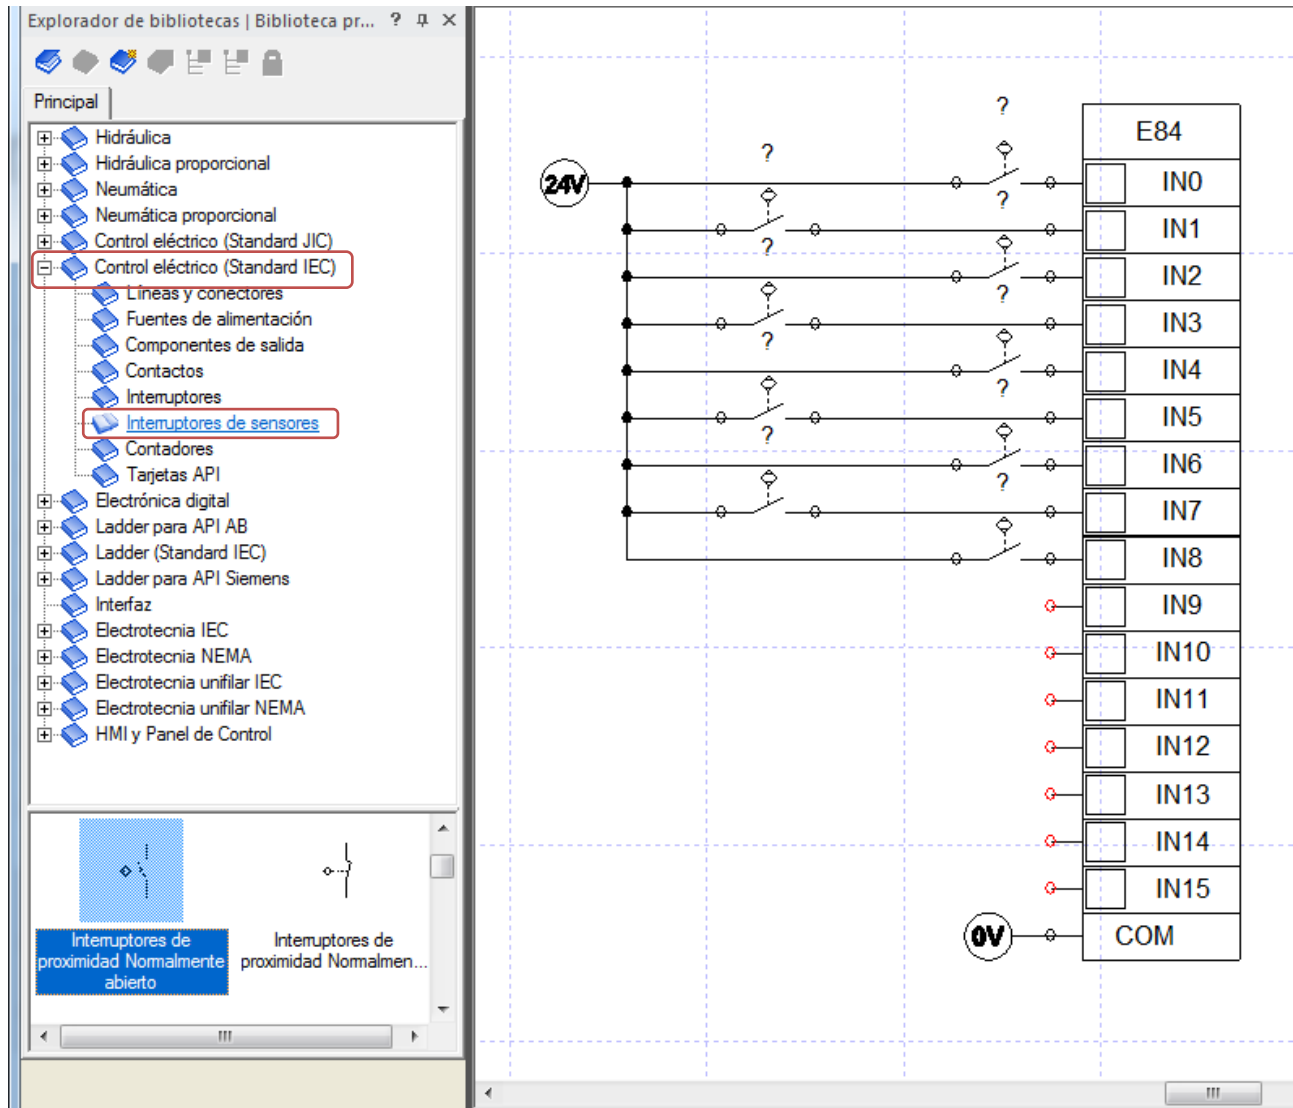 Explorador de bibliotecas | Biblioteca pr... ?
Principal
Hidráulica
Hidráulica proporcional
Neumática
Neumática proporcional
Control eléctrico (Standard JIC)
Control eléctrico (Standard IEC)
Líneas y conectores
Fuentes de alimentación
Componentes de salida
Contactos
Interruptores
Interruptores de sensores
Contadores
Tarjetas API
Electrónica digital
Ladder para API AB
Ladder (Standard IEC)
Ladder para API Siemens
Interfaz
Electrotecnia IEC
Electrotecnia NEMA
Electrotecnia unifilar IEC
Electrotecnia unifilar NEMA
HMI y Panel de Control
Interruptores de
proximidad Normalmente
abierto
Interruptores de
proximidad Normalmen...
?
E84
?
24V
IN0
?
IN1
?
IN2
?
IN3
?
IN4
?
IN5
?
IN6
?
IN7
IN8
IN9
IN10
IN11
IN12
IN13
IN14
IN15
0V
COM